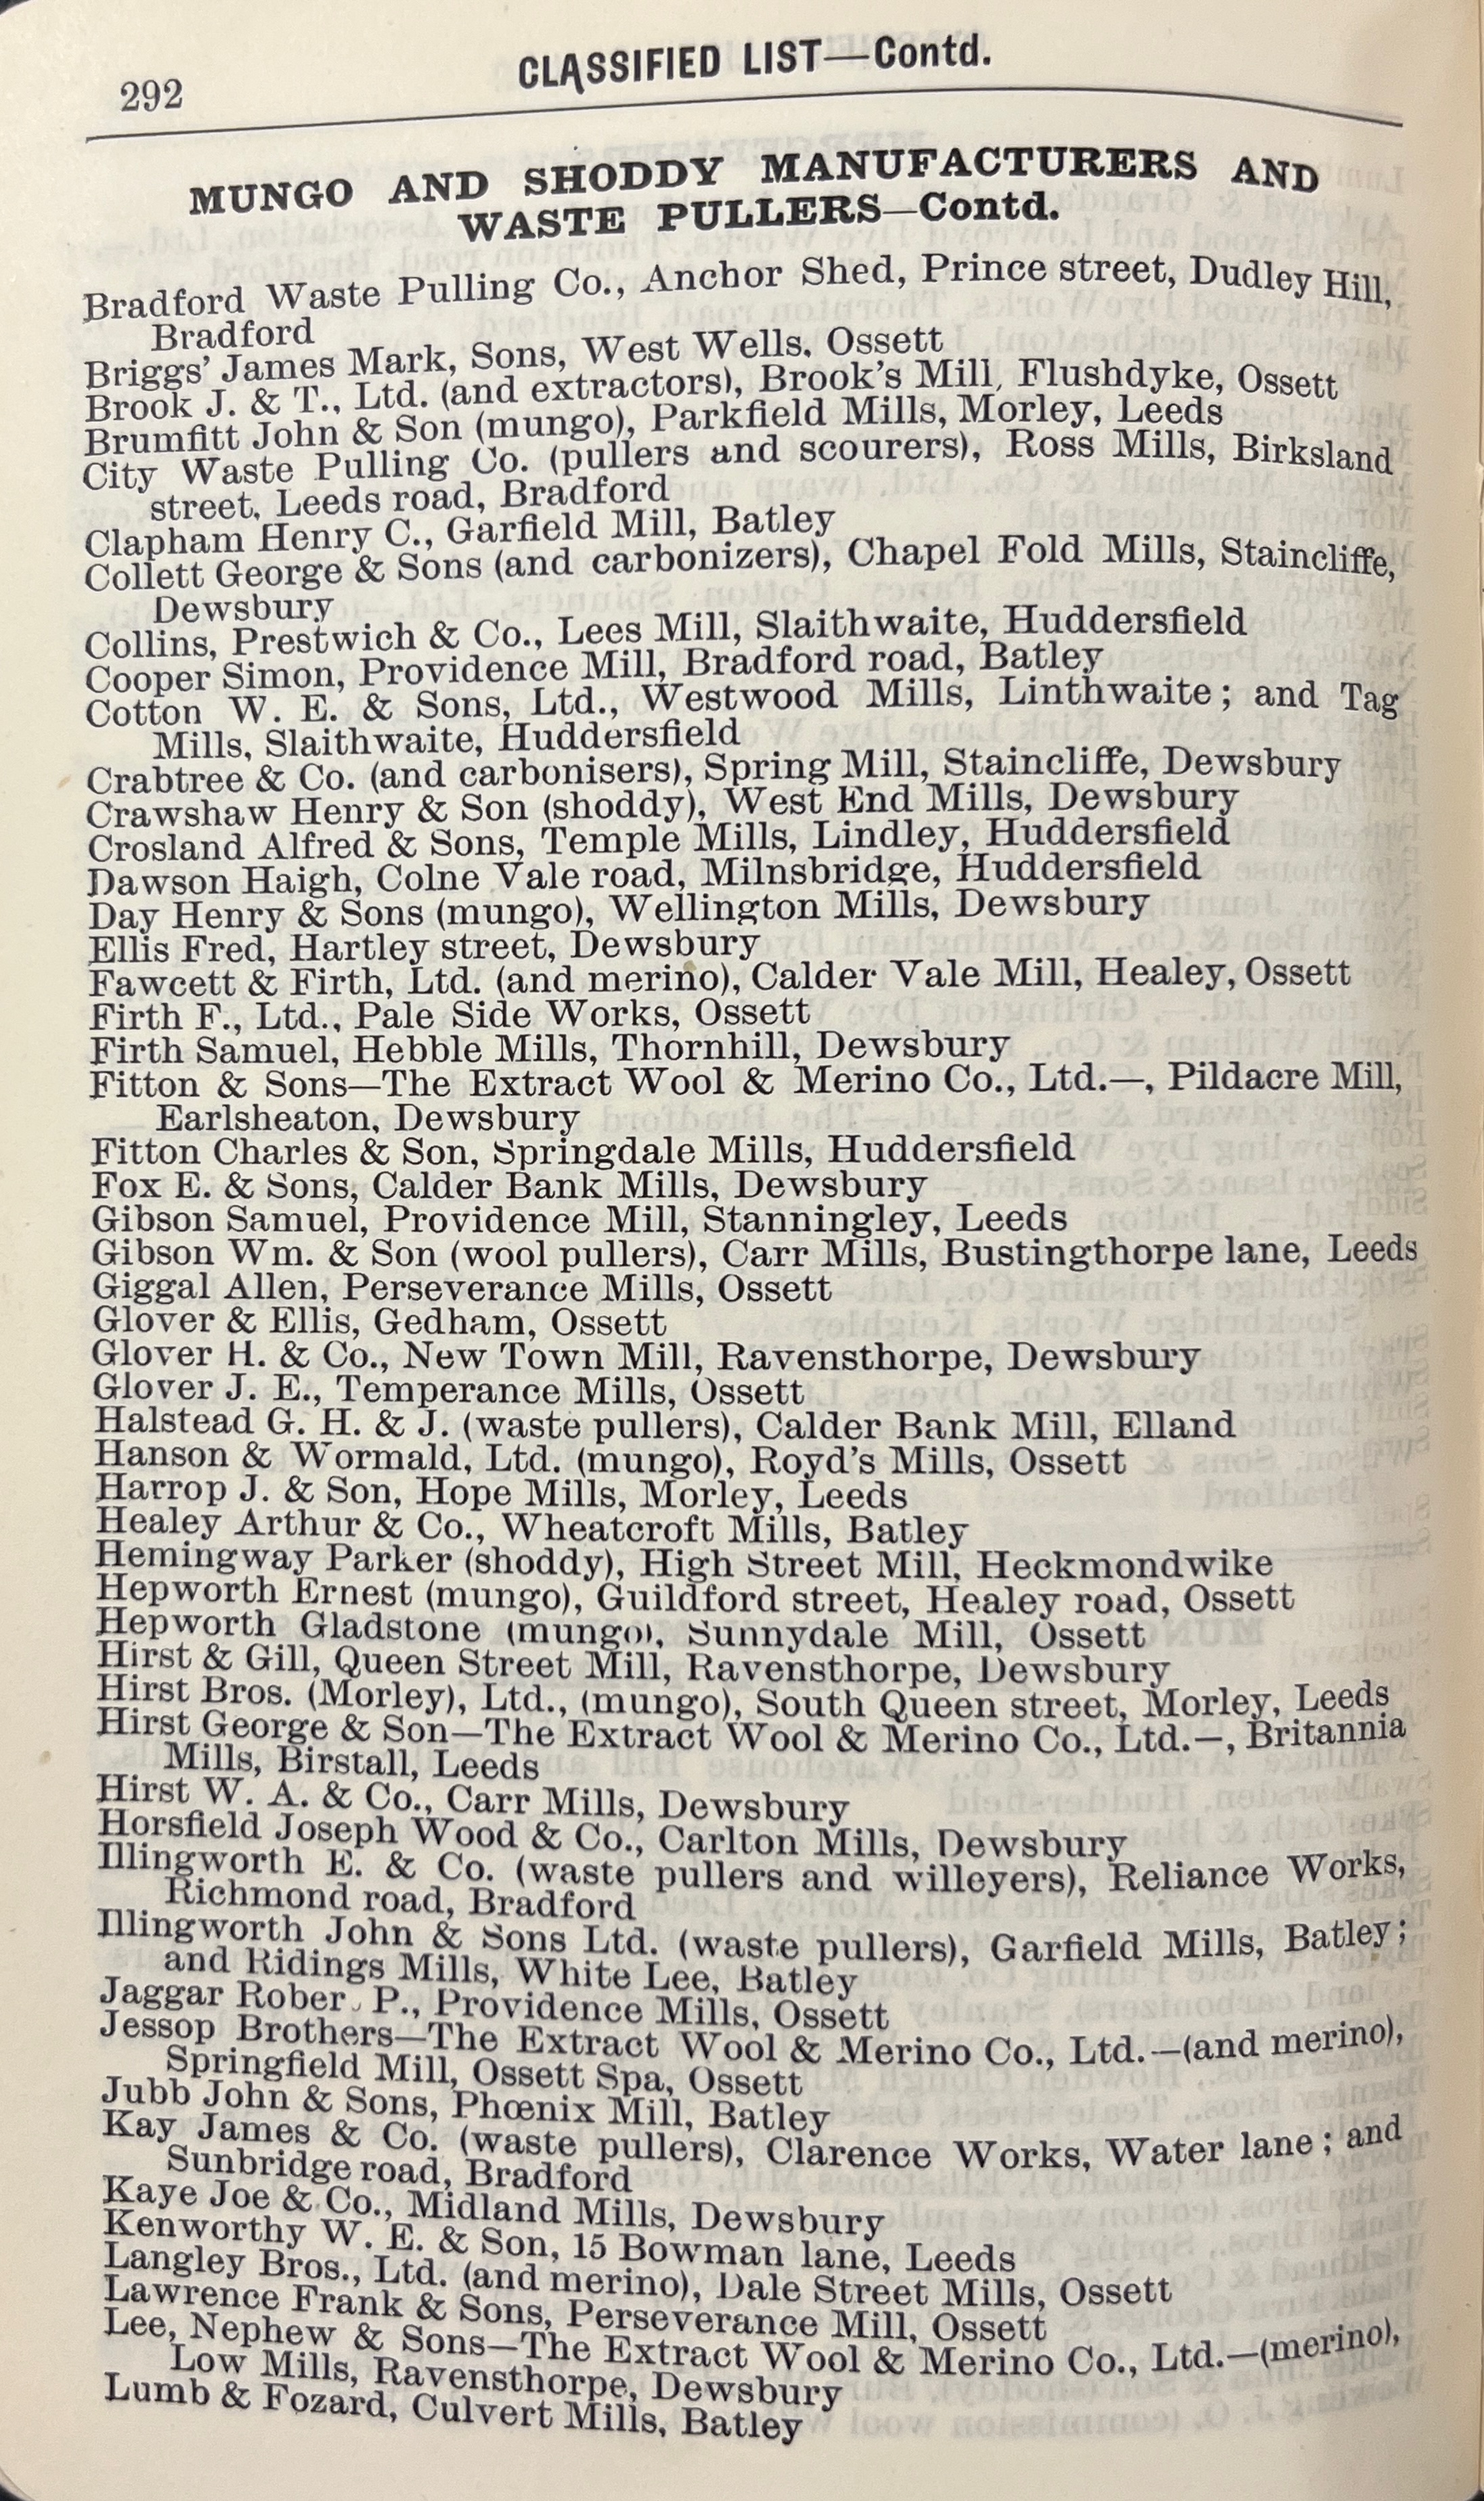 292
CLASSIFIED LIST—Contd.
MUNGO AND SHODDY MANUFACTURERS AND
WASTE PULLERS—Contd.
Bradford Waste Pulling Co., Anchor Shed, Prince street, Dudley Hill,
Bradford
Briggs' James Mark, Sons, West Wells, Ossett
Brook J. & T., Ltd. (and extractors), Brook's Mill, Flushdyke, Ossett
Brumfitt John & Son (mungo), Parkfield Mills, Morley, Leeds
City Waste Pulling Co. (pullers and scourers), Ross Mills, Birksland
street, Leeds road, Bradford
Clapham Henry C., Garfield Mill, Batley
Collett George & Sons (and carbonizers), Chapel Fold Mills, Staincliffe,
Dewsbury
Collins, Prestwich & Co., Lees Mill, Slaithwaite, Huddersfield
Cooper Simon, Providence Mill, Bradford road, Batley
Cotton W. E. & Sons, Ltd., Westwood Mills, Linthwaite; and Tag
Mills, Slaithwaite, Huddersfield
Crabtree & Co. (and carbonisers), Spring Mill, Staincliffe, Dewsbury
Crawshaw Henry & Son (shoddy), West End Mills, Dewsbury
Crosland Alfred & Sons, Temple Mills, Lindley, Huddersfield
Dawson Haigh, Colne Vale road, Milnsbridge, Huddersfield
Day Henry & Sons (mungo), Wellington Mills, Dewsbury
Ellis Fred, Hartley street, Dewsbury
Fawcett & Firth, Ltd. (and merino), Calder Vale Mill, Healey, Ossett
Firth F., Ltd., Pale Side Works, Ossett
Firth Samuel, Hebble Mills, Thornhill, Dewsbury
Fitton & Sons—The Extract Wool & Merino Co., Ltd.—, Pildacre Mill,
Earlsheaton, Dewsbury
Fitton Charles & Son, Springdale Mills, Huddersfield
Fox E. & Sons, Calder Bank Mills, Dewsbury
Gibson Samuel, Providence Mill, Stanningley, Leeds
Gibson Wm. & Son (wool pullers), Carr Mills, Bustingthorpe lane, Leeds
Giggal Allen, Perseverance Mills, Ossett
Glover & Ellis, Gedham, Ossett
Glover H. & Co., New Town Mill, Ravensthorpe, Dewsbury
Glover J. E., Temperance Mills, Ossett
Halstead G. H. & J. (waste pullers), Calder Bank Mill, Elland
Hanson & Wormald, Ltd. (mungo), Royd's Mills, Ossett
Harrop J. & Son, Hope Mills, Morley, Leeds
Healey Arthur & Co., Wheatcroft Mills, Batley
Hemingway Parker (shoddy), High Street Mill, Heckmondwike
Hepworth Ernest (mungo), Guildford street, Healey road, Ossett
Hepworth Gladstone (mungo), Sunnydale Mill, Ossett
Hirst & Gill, Queen Street Mill, Ravensthorpe, Dewsbury
Hirst Bros. (Morley), Ltd., (mungo), South Queen street, Morley, Leeds
Hirst George & Son—The Extract Wool & Merino Co., Ltd.—, Britannia
Mills, Birstall, Leeds
Hirst W. A. & Co., Carr Mills, Dewsbury
Horsfield Joseph Wood & Co., Carlton Mills, Dewsbury
Illingworth E. & Co. (waste pullers and willeyers), Reliance Works,
Richmond road, Bradford
Illingworth John & Sons Ltd. (waste pullers), Garfield Mills, Batley;
and Ridings Mills, White Lee, Batley
Jaggar Rober. P., Providence Mills, Ossett
Jessop Brothers—The Extract Wool & Merino Co., Ltd.—(and merino),
Springfield Mill, Ossett Spa, Ossett
Jubb John & Sons, Phœnix Mill, Batley
Kay James & Co. (waste pullers), Clarence Works, Water lane; and
Sunbridge road, Bradford
Kaye Joe & Co., Midland Mills, Dewsbury
Kenworthy W. E. & Son, 15 Bowman lane, Leeds
Langley Bros., Ltd. (and merino), Dale Street Mills, Ossett
Lawrence Frank & Sons, Perseverance Mill, Ossett
Lee, Nephew & Sons—The Extract Wool & Merino Co., Ltd.—(merino),
Low Mills, Ravensthorpe, Dewsbury
Lumb & Fozard, Culvert Mills, Batley